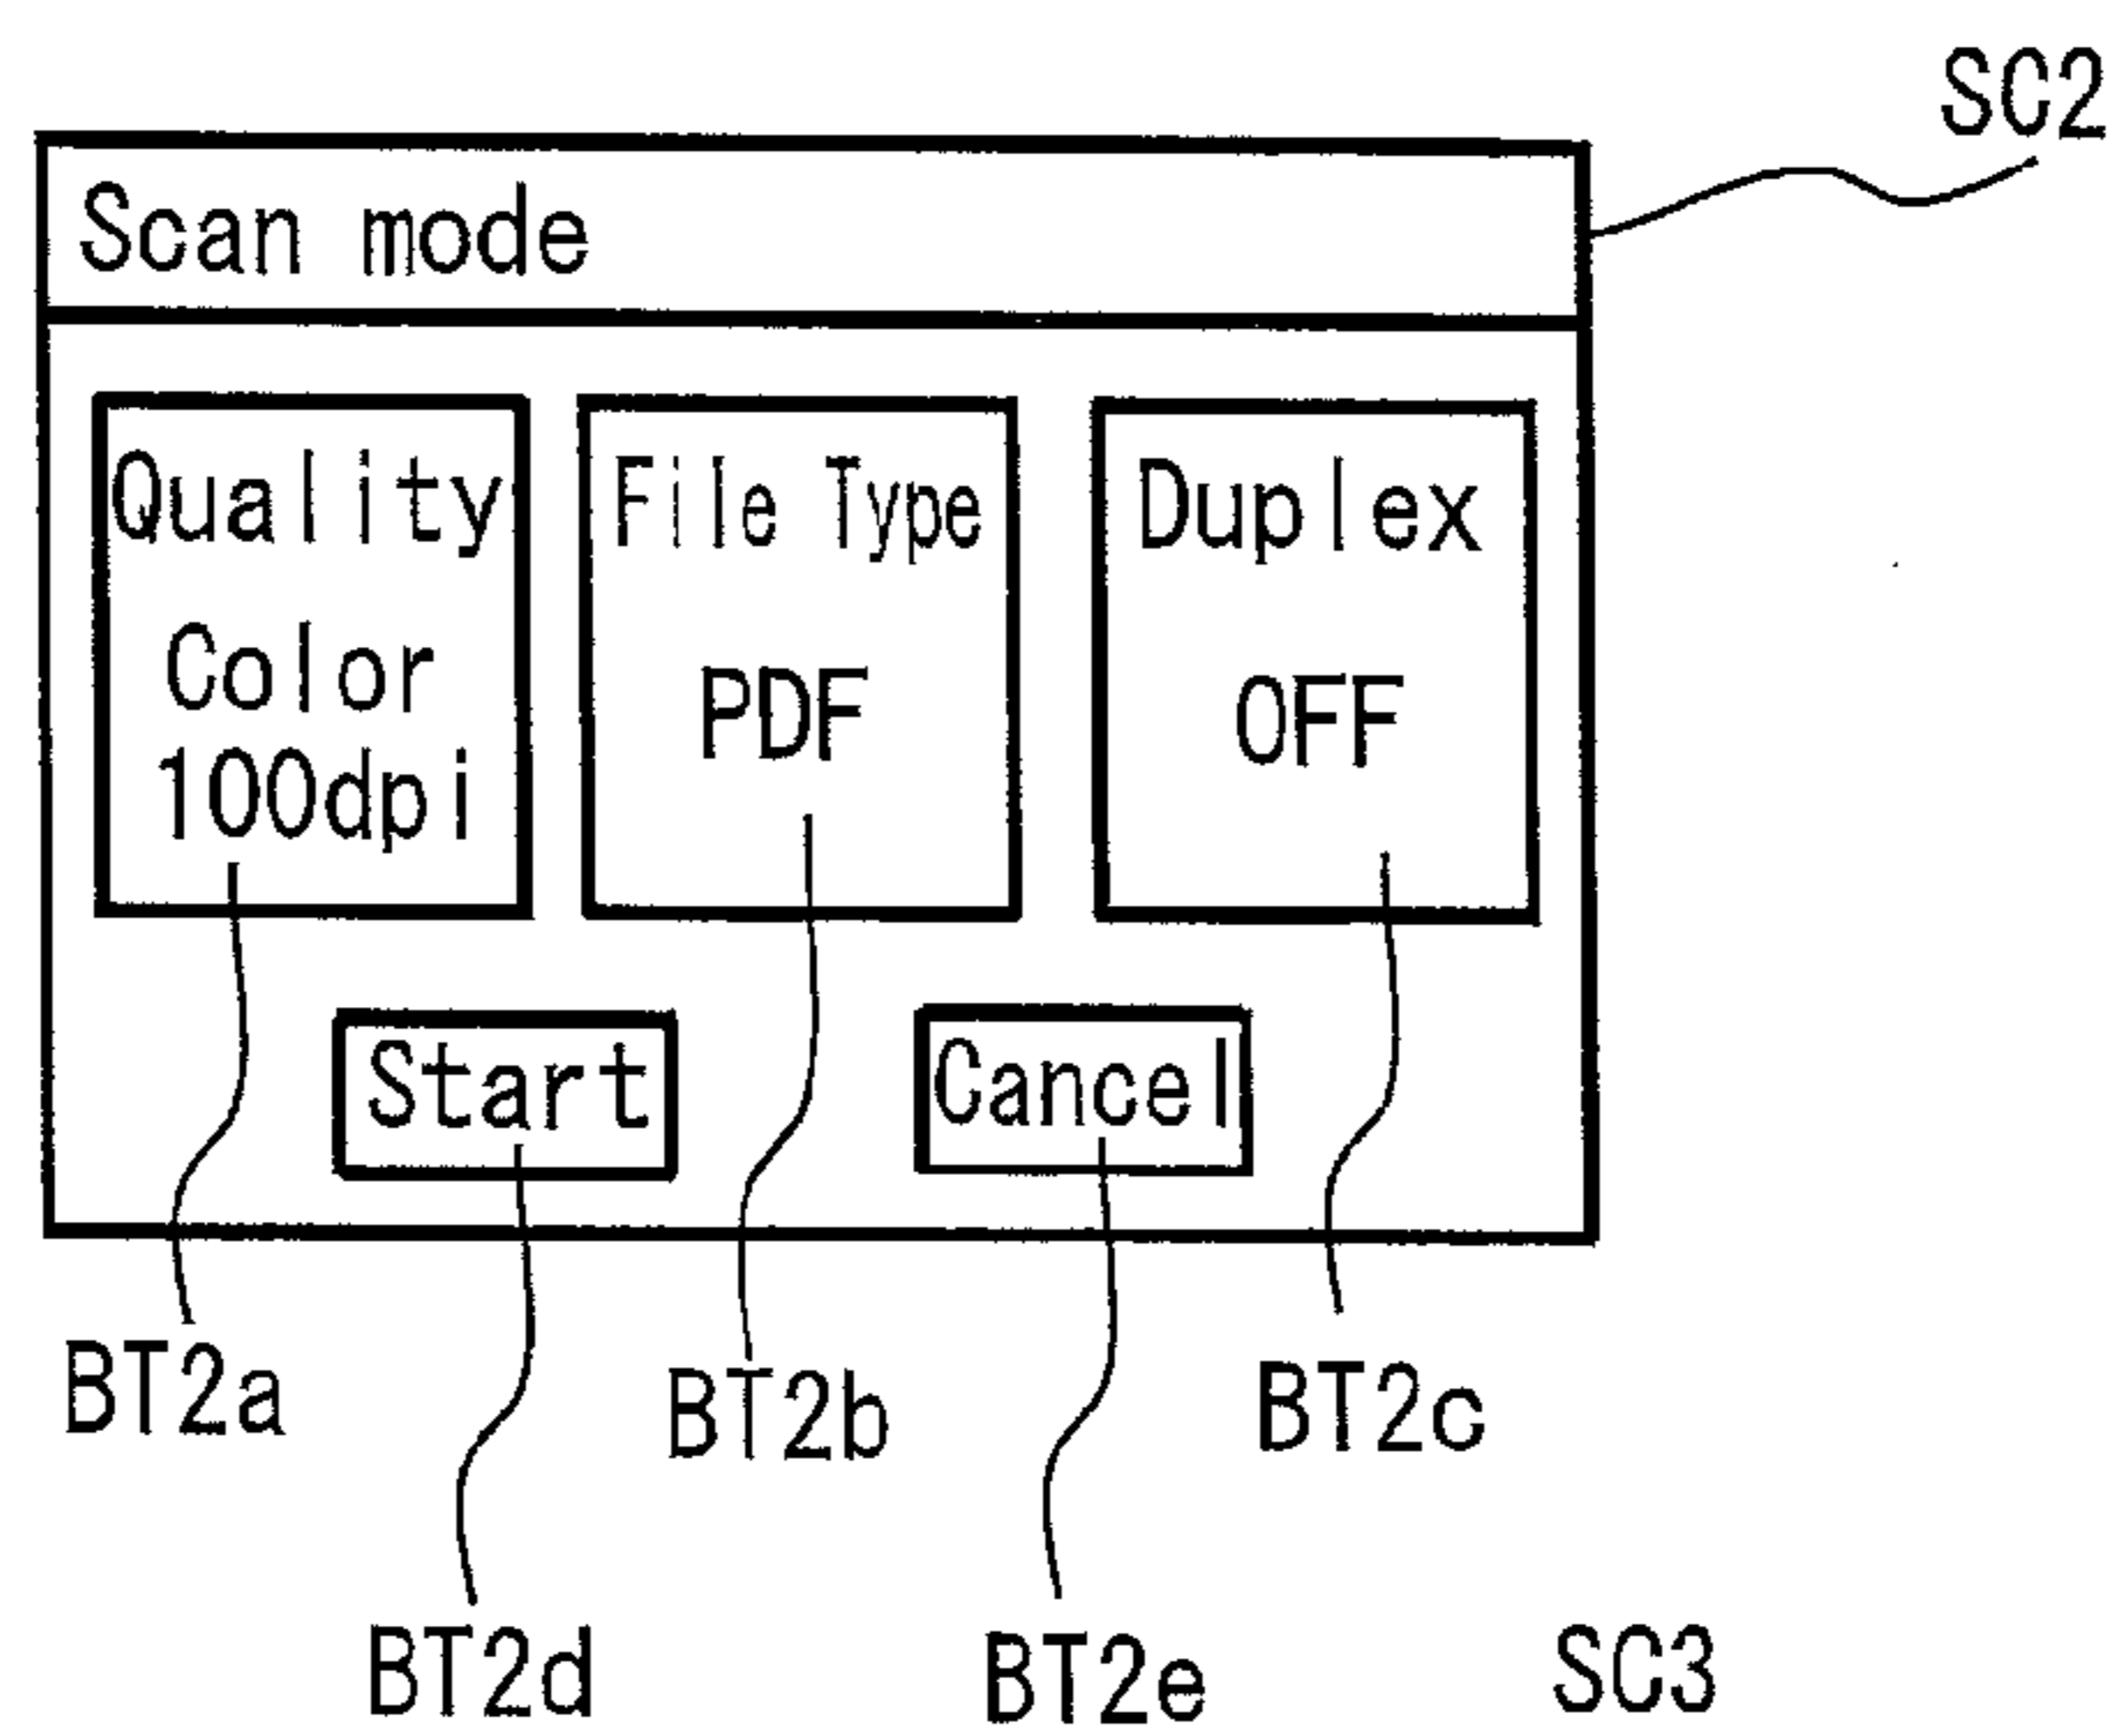 SC2
Scan mode
Quality
Color
100dpi
File Type
PDF
Duplex
OFF
Start
Cancel
BT2a
BT2b
BT2c
BT2d
BT2e
SC3